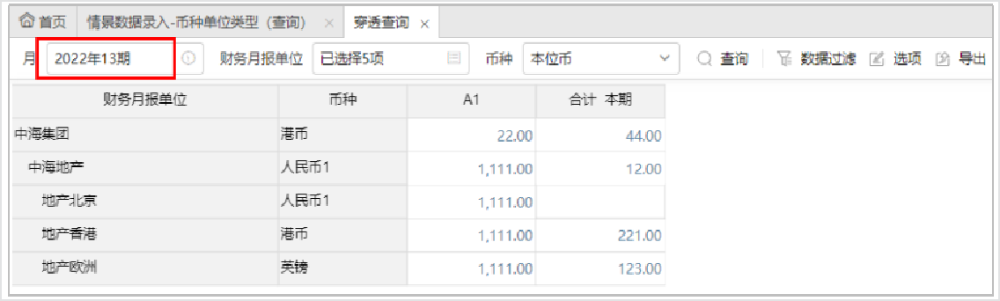 首页 情景数据录入-币种单位类型（查询） × 穿透查询 ×
月 2022年13期 财务月报单位 已选择5项 币种 本位币 查询 数据过滤 选项 导出
财务月报单位 币种 A1 合计 本期
中海集团 港币 22.00 44.00
中海地产 人民币1 1,111.00 12.00
地产北京 人民币1 1,111.00
地产香港 港币 1,111.00 221.00
地产欧洲 英镑 1,111.00 123.00